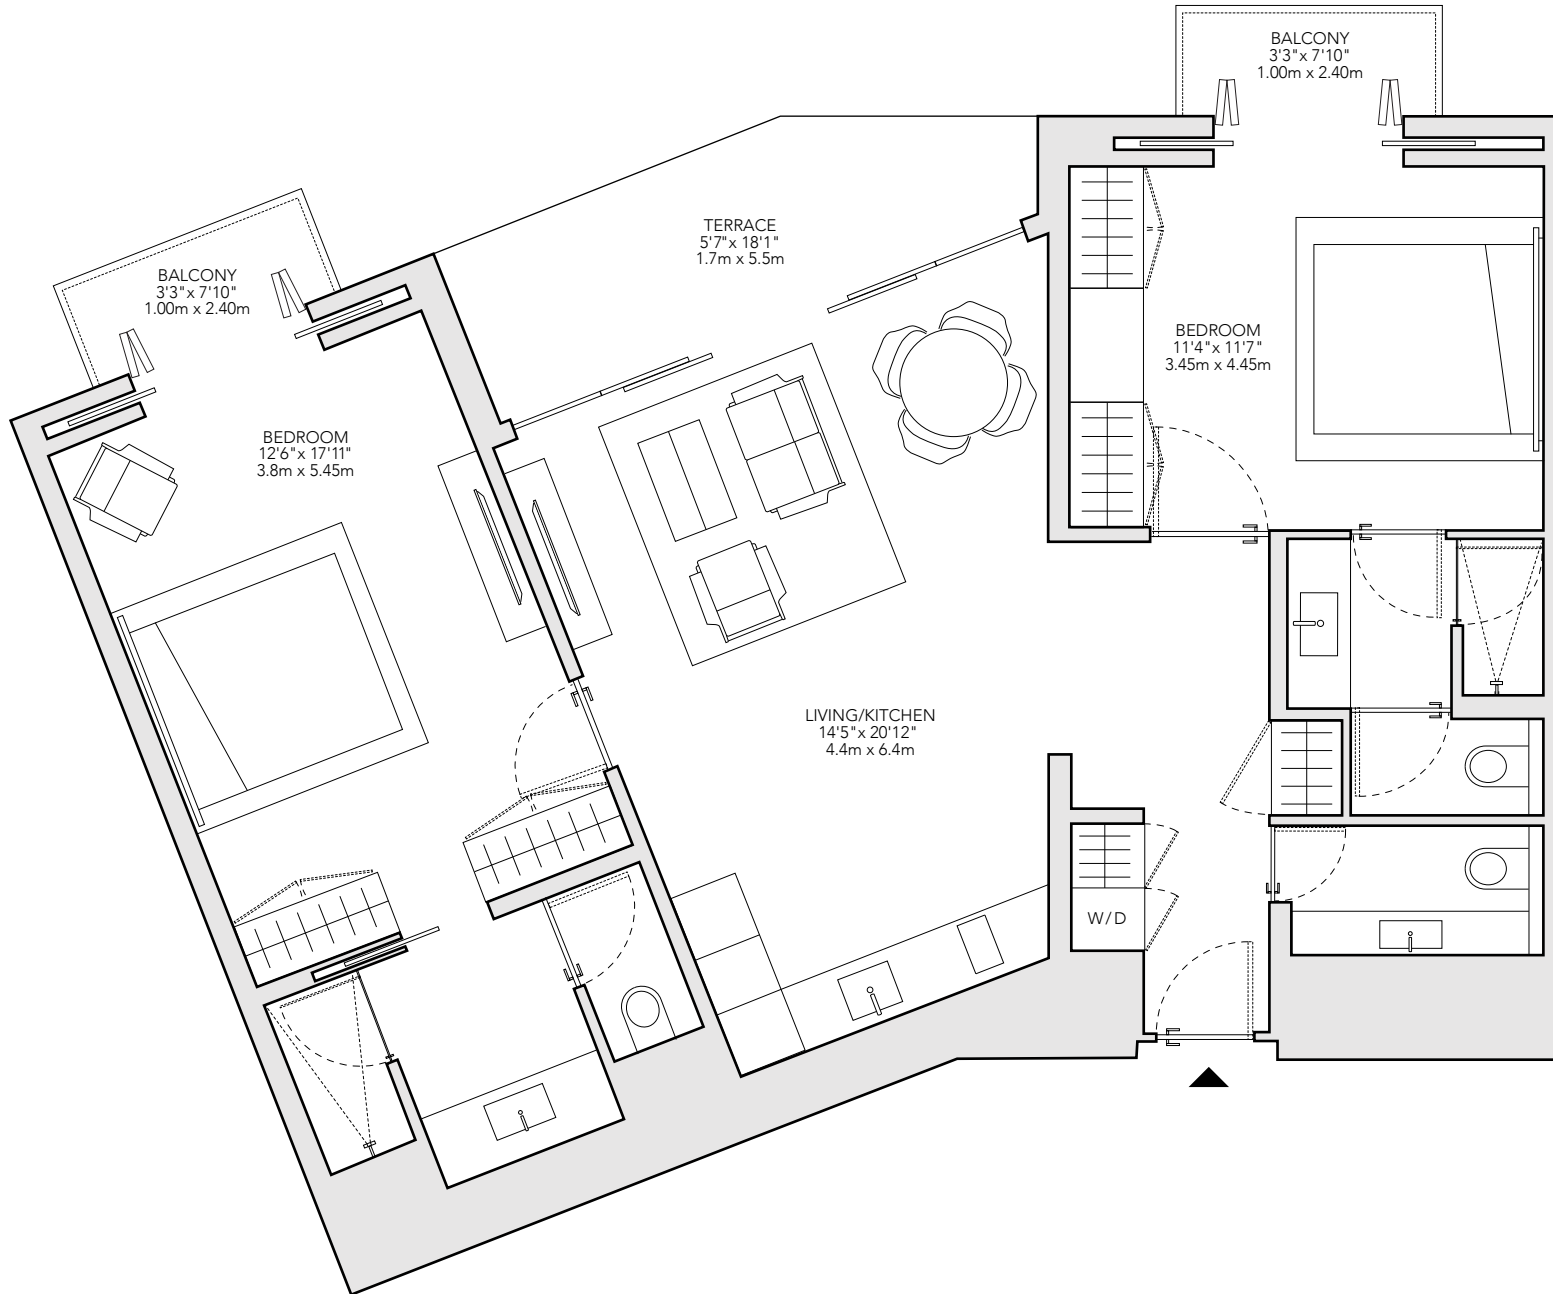 BALCONY
3'3" x 7'10"
1.00m x 2.40m
TERRACE
5'7" x 18'1"
1.7m x 5.5m
BALCONY
3'3" x 7'10"
1.00m x 2.40m
BEDROOM
11'4" x 11'7"
3.45m x 4.45m
BEDROOM
12'6" x 17'11"
3.8m x 5.45m
LIVING/KITCHEN
14'5" x 20'12"
4.4m x 6.4m
W/D